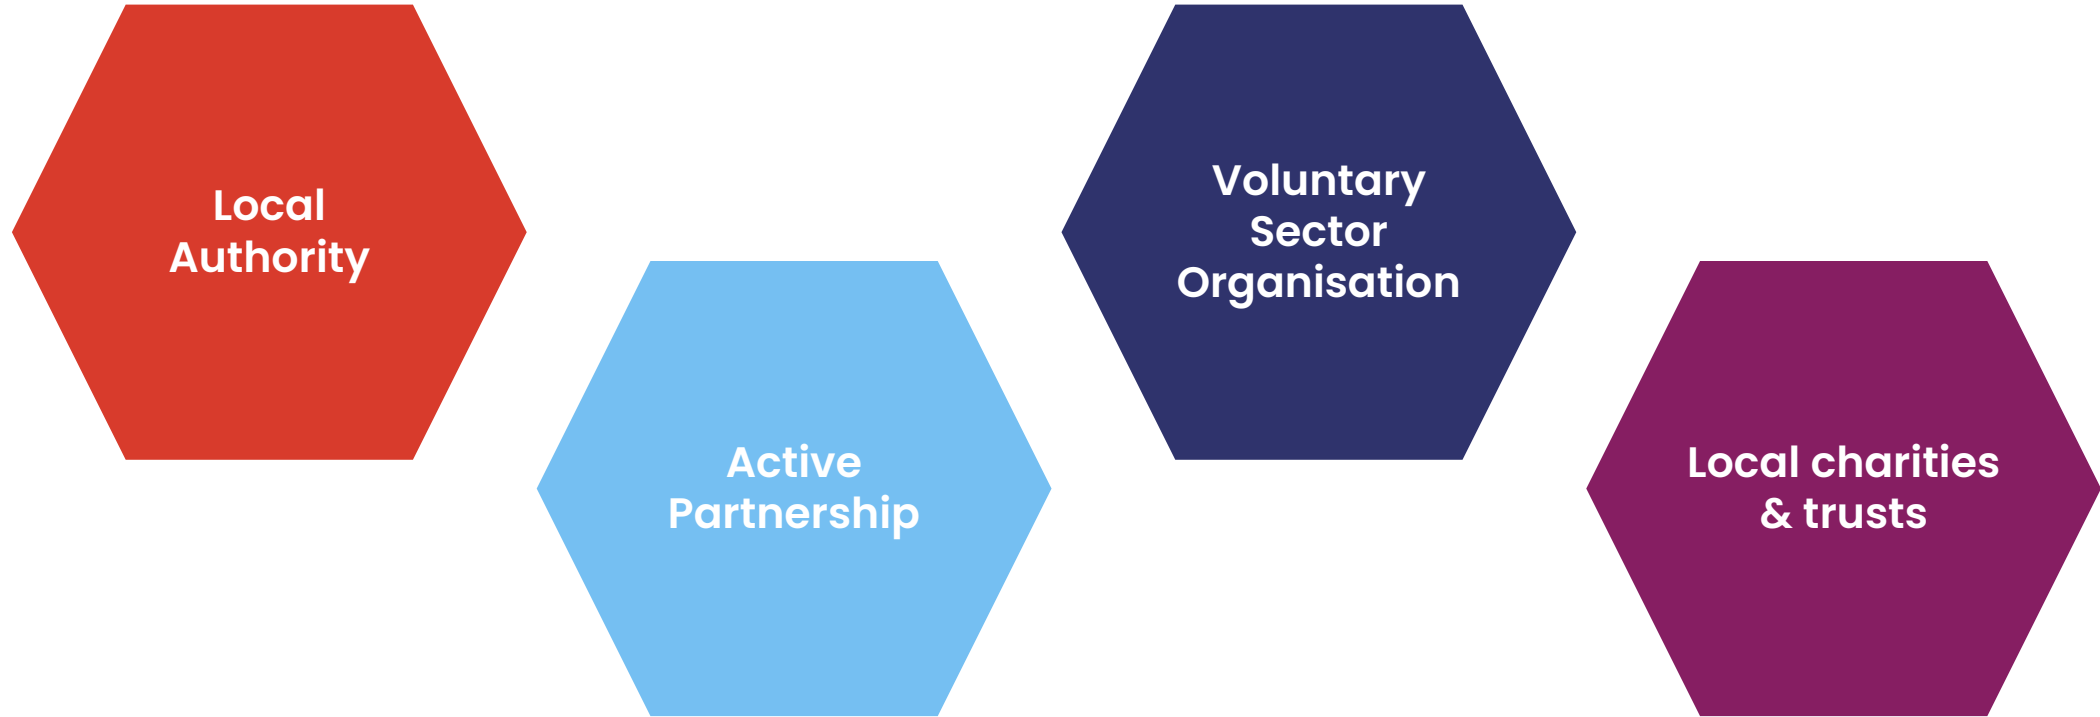 Local
Authority
Active
Partnership
Voluntary
Sector
Organisation
Local charities
& trusts